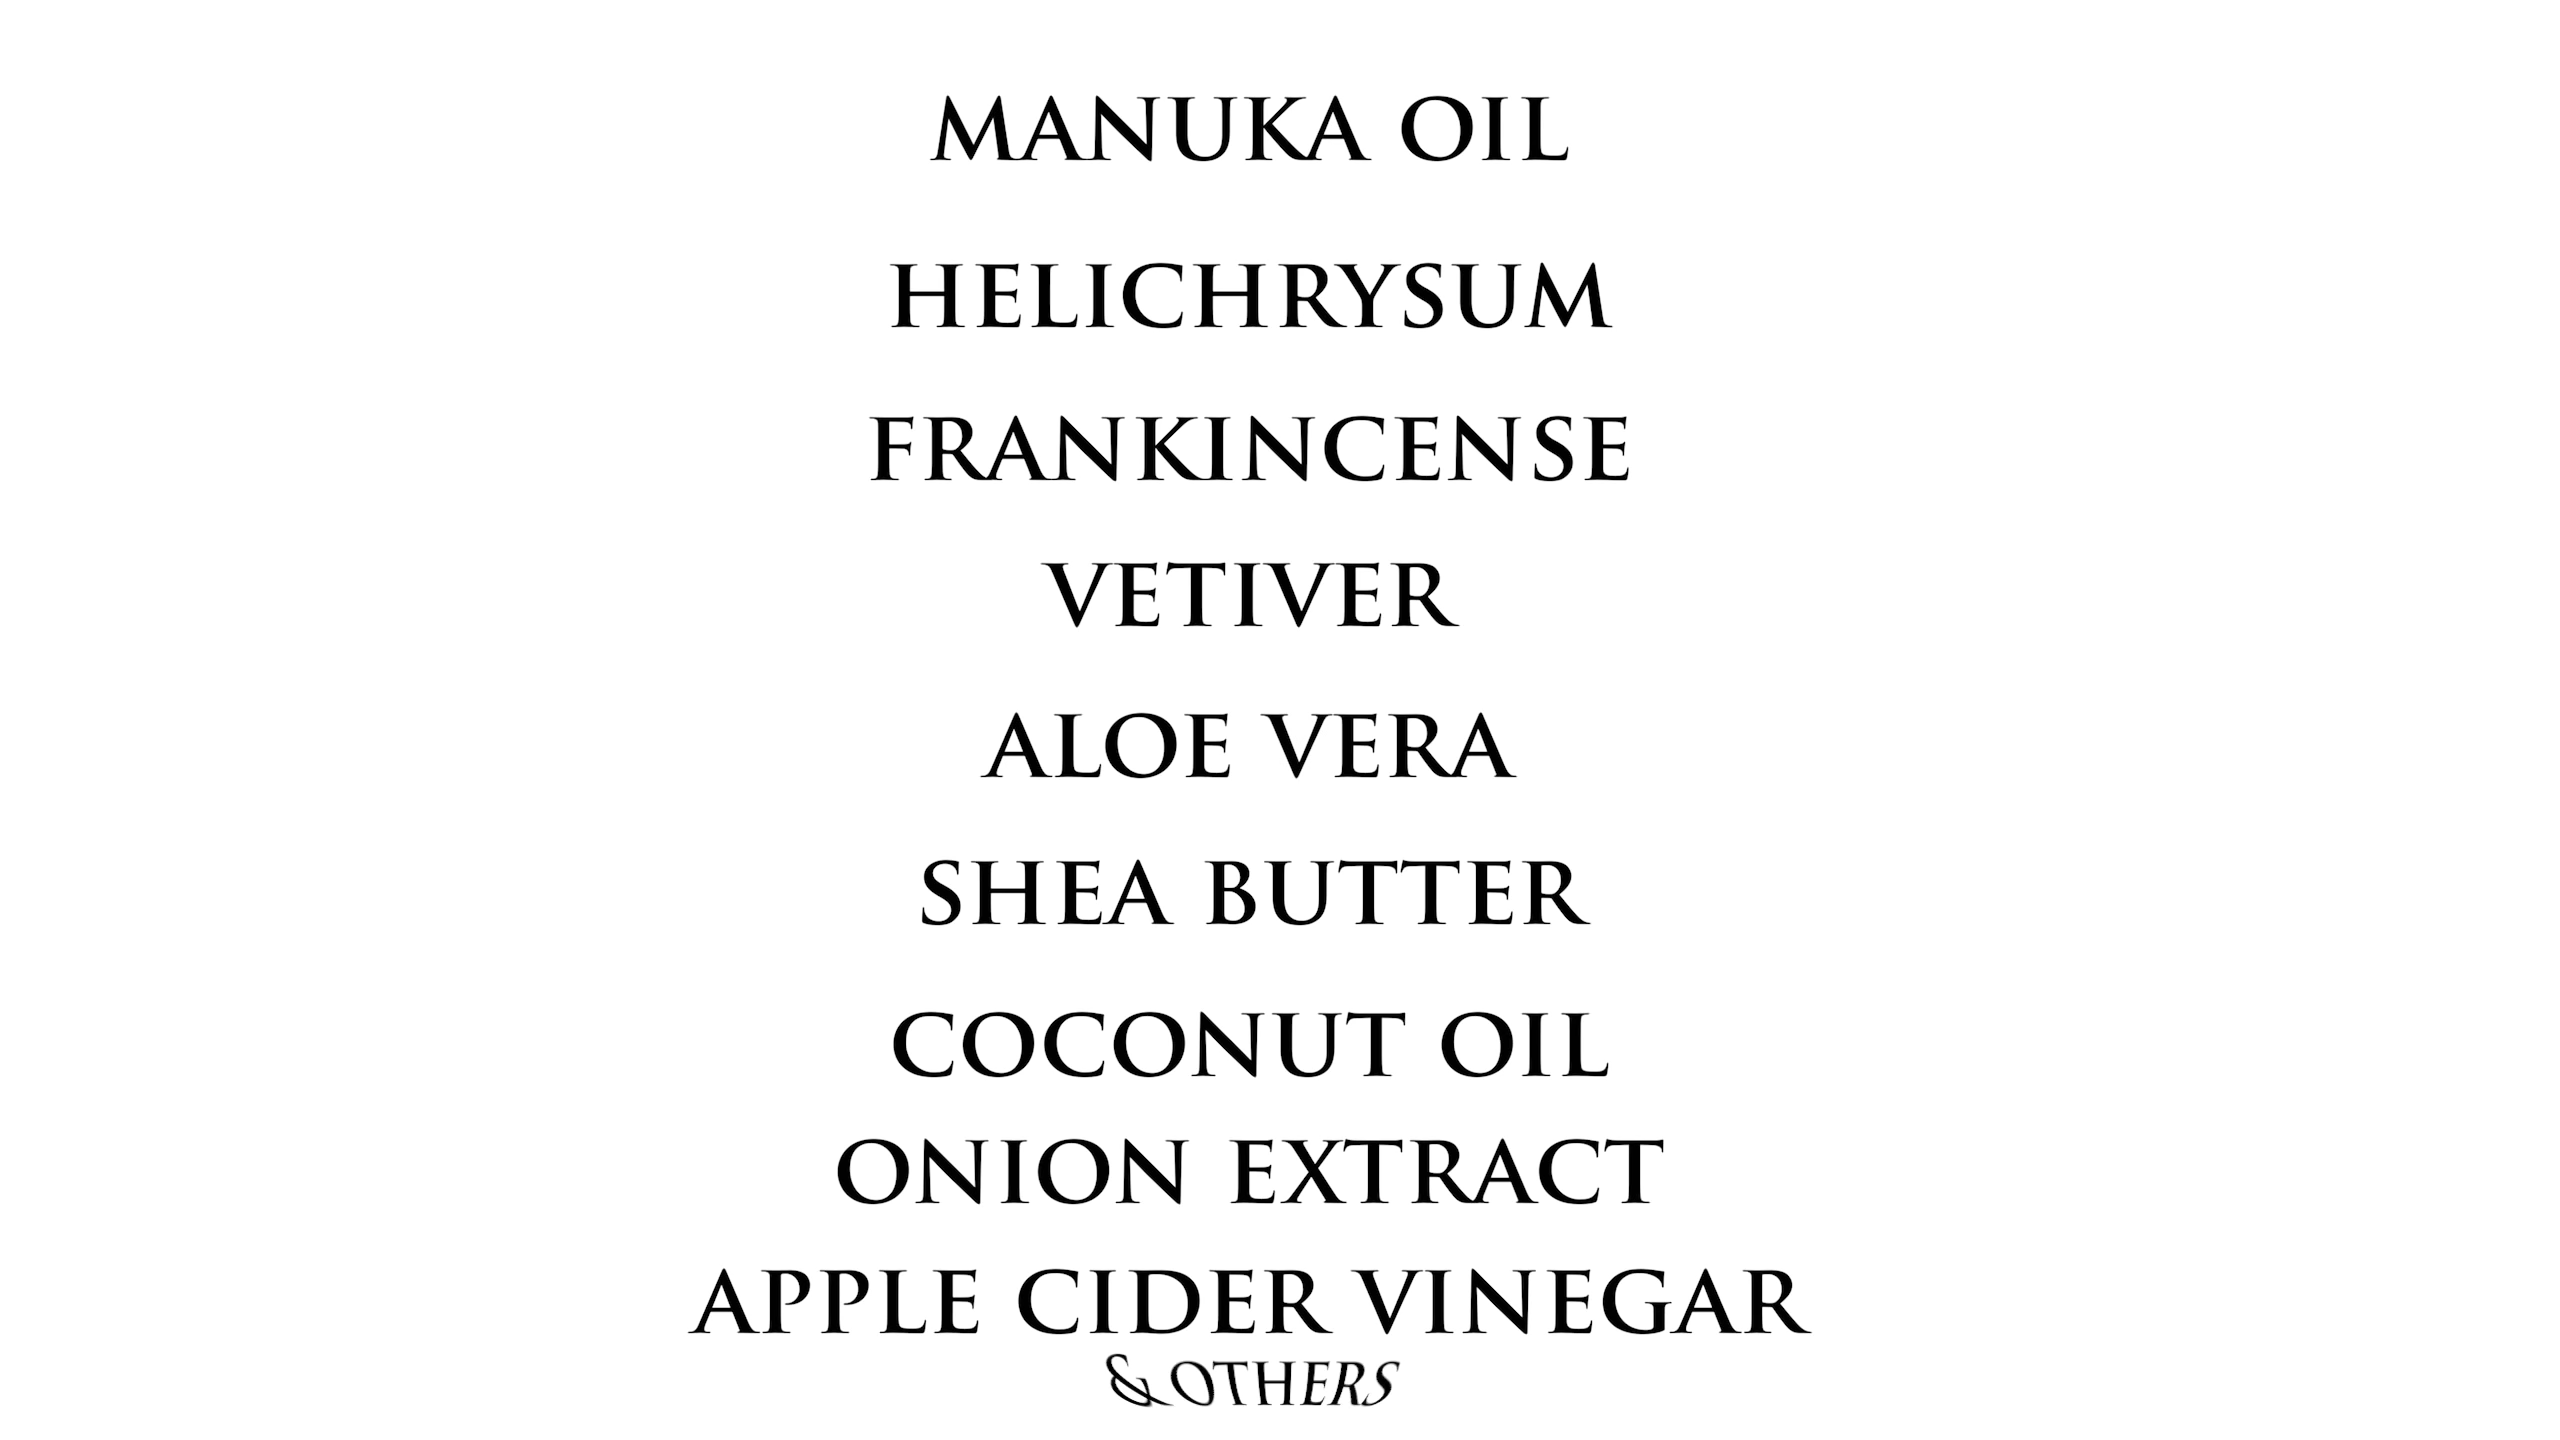 MANUKA OIL
HELICHRYSUM
FRANKINCENSE
VETIVER
ALOE VERA
SHEA BUTTER
COCONUT OIL
ONION EXTRACT
APPLE CIDER VINEGAR
& OTHERS